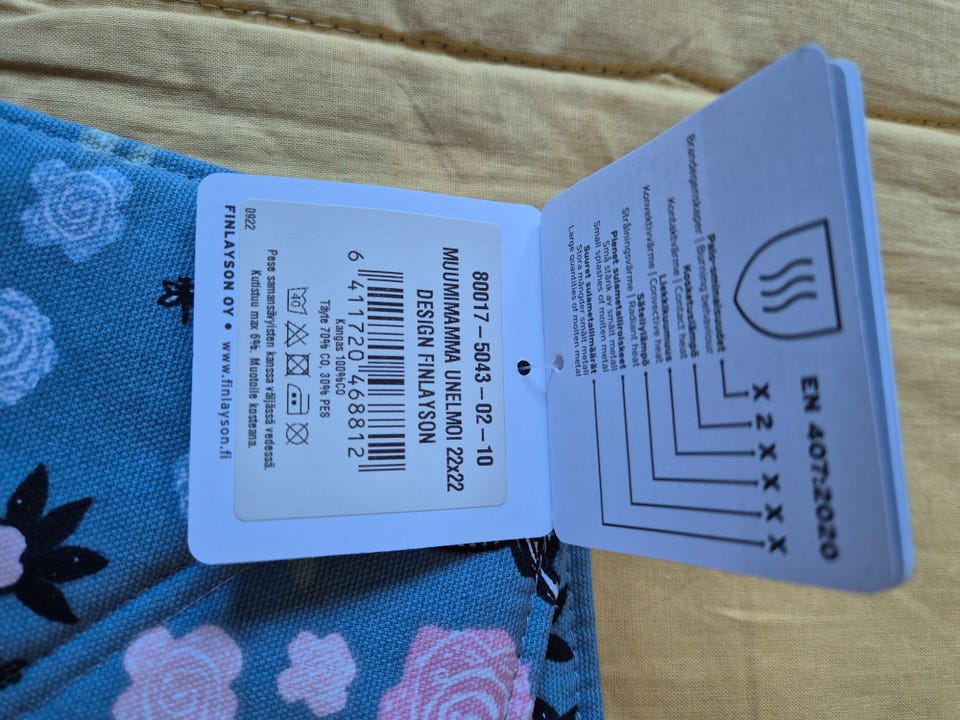 80017-5043-02-10
MUUMIMAMMA UNELMOI 22x22
DESIGN FINLAYSON
6 411720 468812
Kangas 100%CO
Täyte 70% CO, 30% PES
40
Pese samansävyisten kanssa väljässä vedessä.
Kutistuu max 8%. Muotoile kosteana.
0922
FINLAYSON OY • www.finlayson.fi
EN 407:2020
X 2 X X X X
Palo-ominaisuudet
Brandegenskaper | Burning behaviour
Kosketuslämpö
Kontaktvärme | Contact heat
Liekkikuumuus
Konvektivvärme | Convective heat
Säteilylämpö
Strålningsvärme | Radiant heat
Pienet sulametalliroiskeet
Små stänk av smält metall
Small splashes of molten metal
Suuret sulametallimäärät
Stora mängder smält metall
Large quantities of molten metal